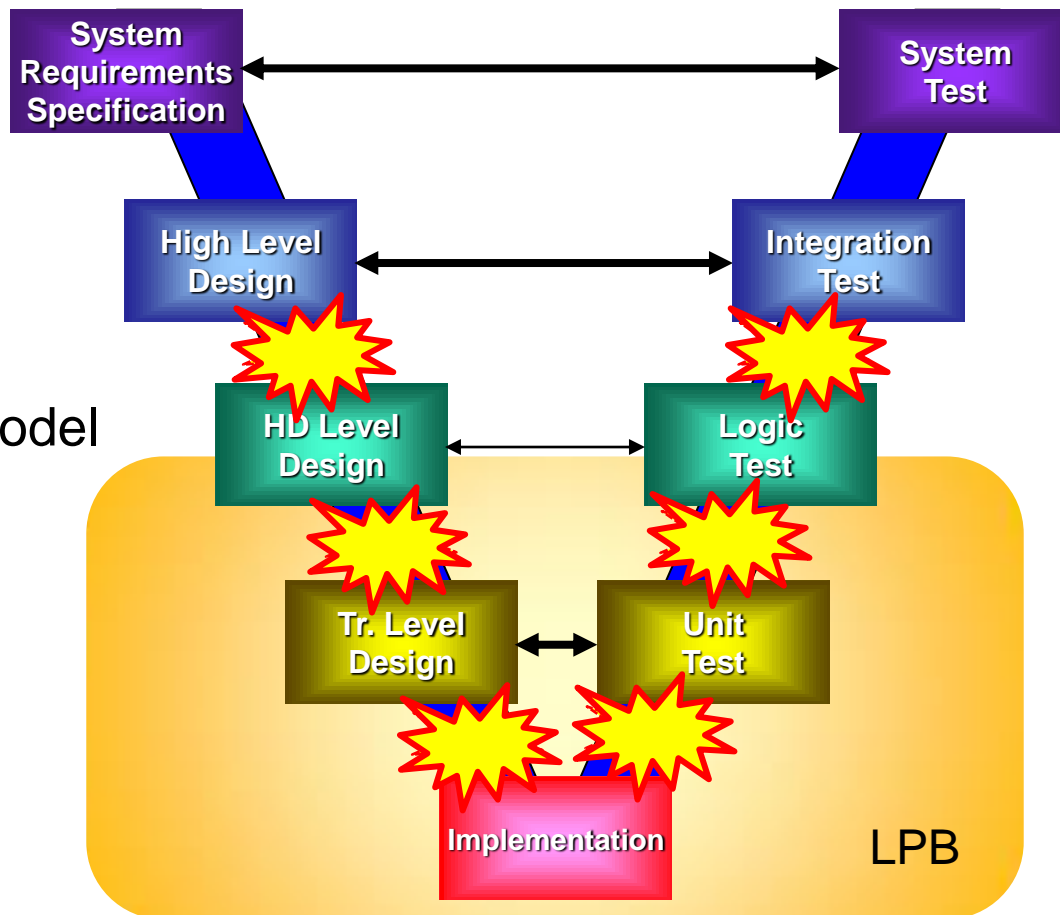 System
Requirements
Specification
System
Test
High Level
Design
Integration
Test
odel
HD Level
Design
Logic
Test
Tr. Level
Design
Unit
Test
Implementation
LPB